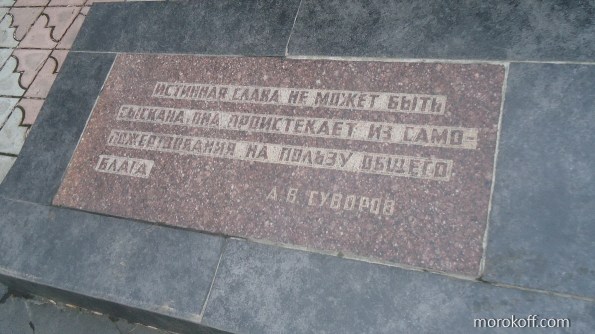 ИСТИННАЯ СЛАВА НЕ МОЖЕТ БЫТЬ
СЫСКАНА ОНА ПРОИСТЕКАЕТ ИЗ САМО-
ПОЖЕРТВОВАНИЯ НА ПОЛЬЗУ ОБЩЕГО
БЛАГА
А В СУВОРОВ
morokoff.com